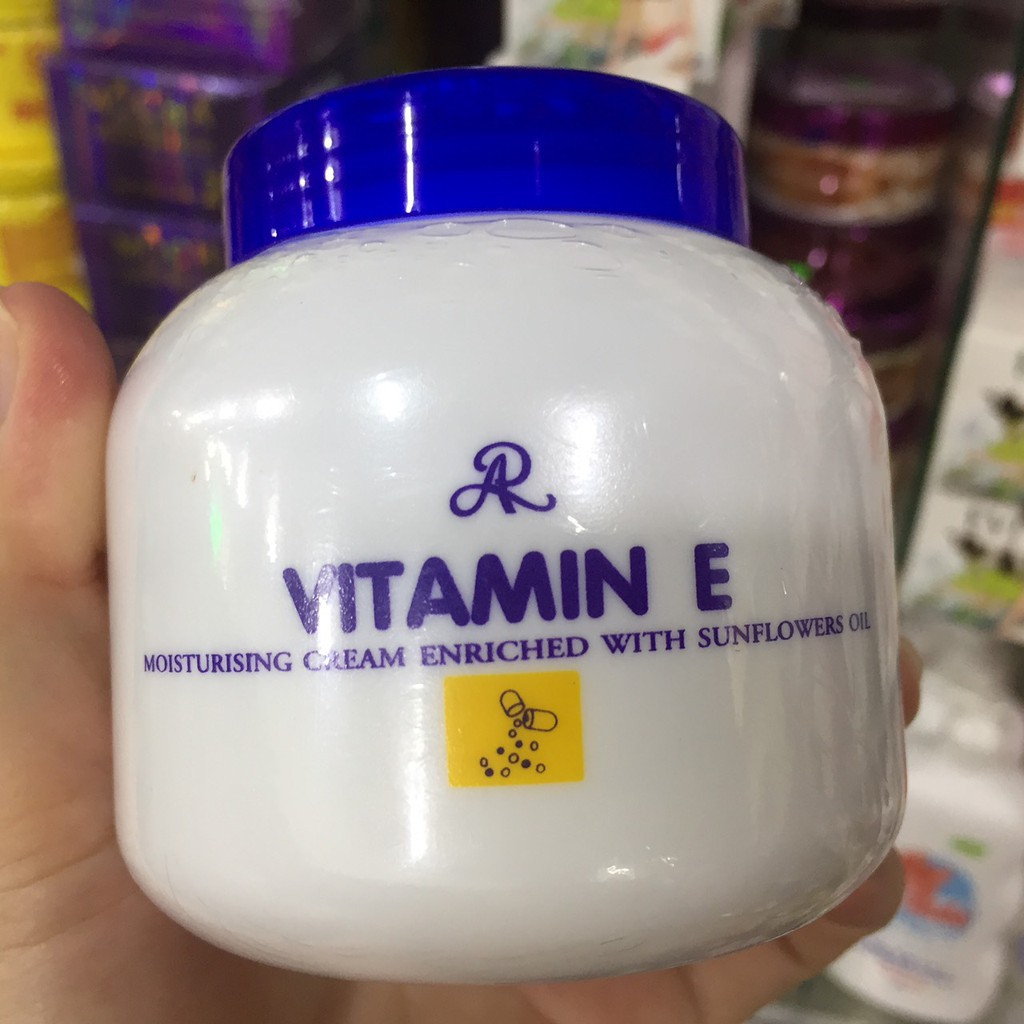 AR
VITAMIN E
MOISTURISING CREAM ENRICHED WITH SUNFLOWERS OIL